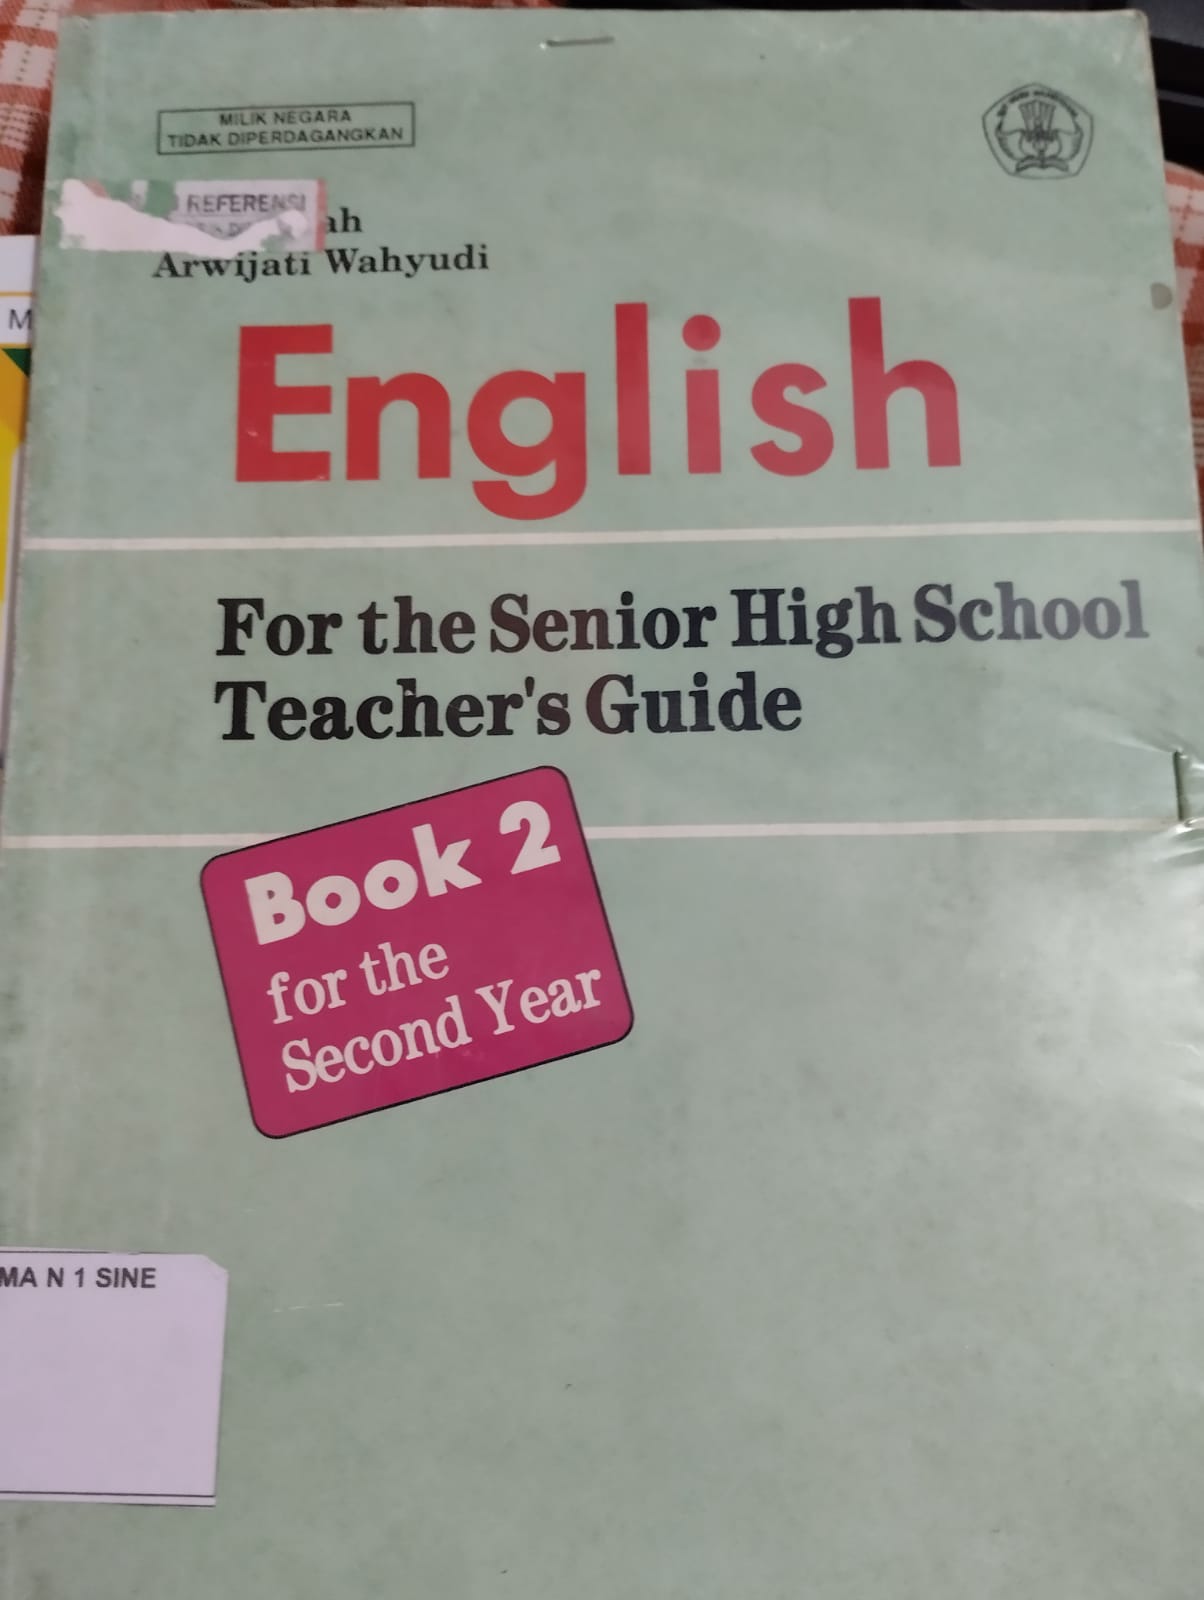 MILIK NEGARA
TIDAK DIPERDAGANGKAN
REFERENSI
ah
Arwijati Wahyudi
M
English
For the Senior High School
Teacher's Guide
Book 2
for the
Second Year
MA N 1 SINE